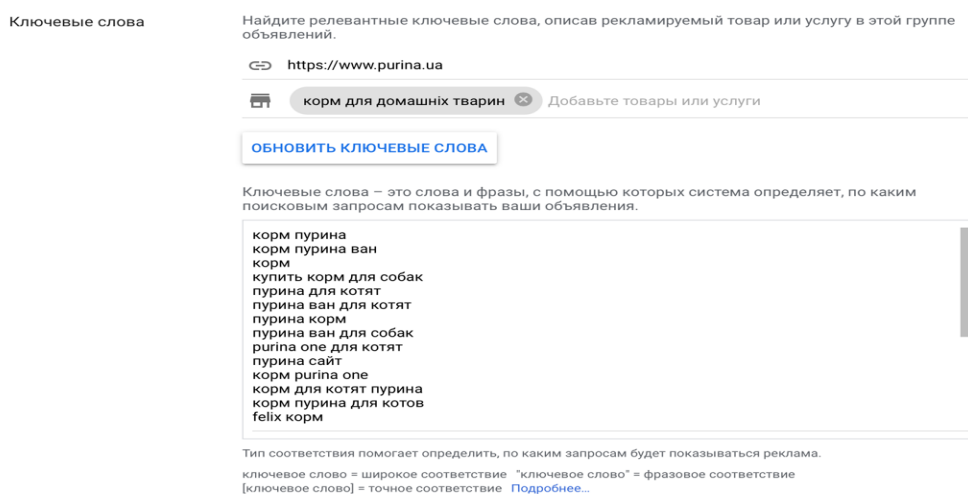 Ключевые слова
Найдите релевантные ключевые слова, описав рекламируемый товар или услугу в этой группе
объявлений.
https://www.purina.ua
корм для домашніх тварин Добавьте товары или услуги
ОБНОВИТЬ КЛЮЧЕВЫЕ СЛОВА
Ключевые слова – это слова и фразы, с помощью которых система определяет, по каким
поисковым запросам показывать ваши объявления.
корм пурина
корм пурина ван
корм
купить корм для собак
пурина для котят
пурина ван для котят
пурина корм
пурина ван для собак
purina one для котят
пурина сайт
корм purina one
корм для котят пурина
корм пурина для котов
felix корм
Тип соответствия помогает определить, по каким запросам будет показываться реклама.
ключевое слово = широкое соответствие "ключевое слово" = фразовое соответствие
[ключевое слово] = точное соответствие Подробнее...